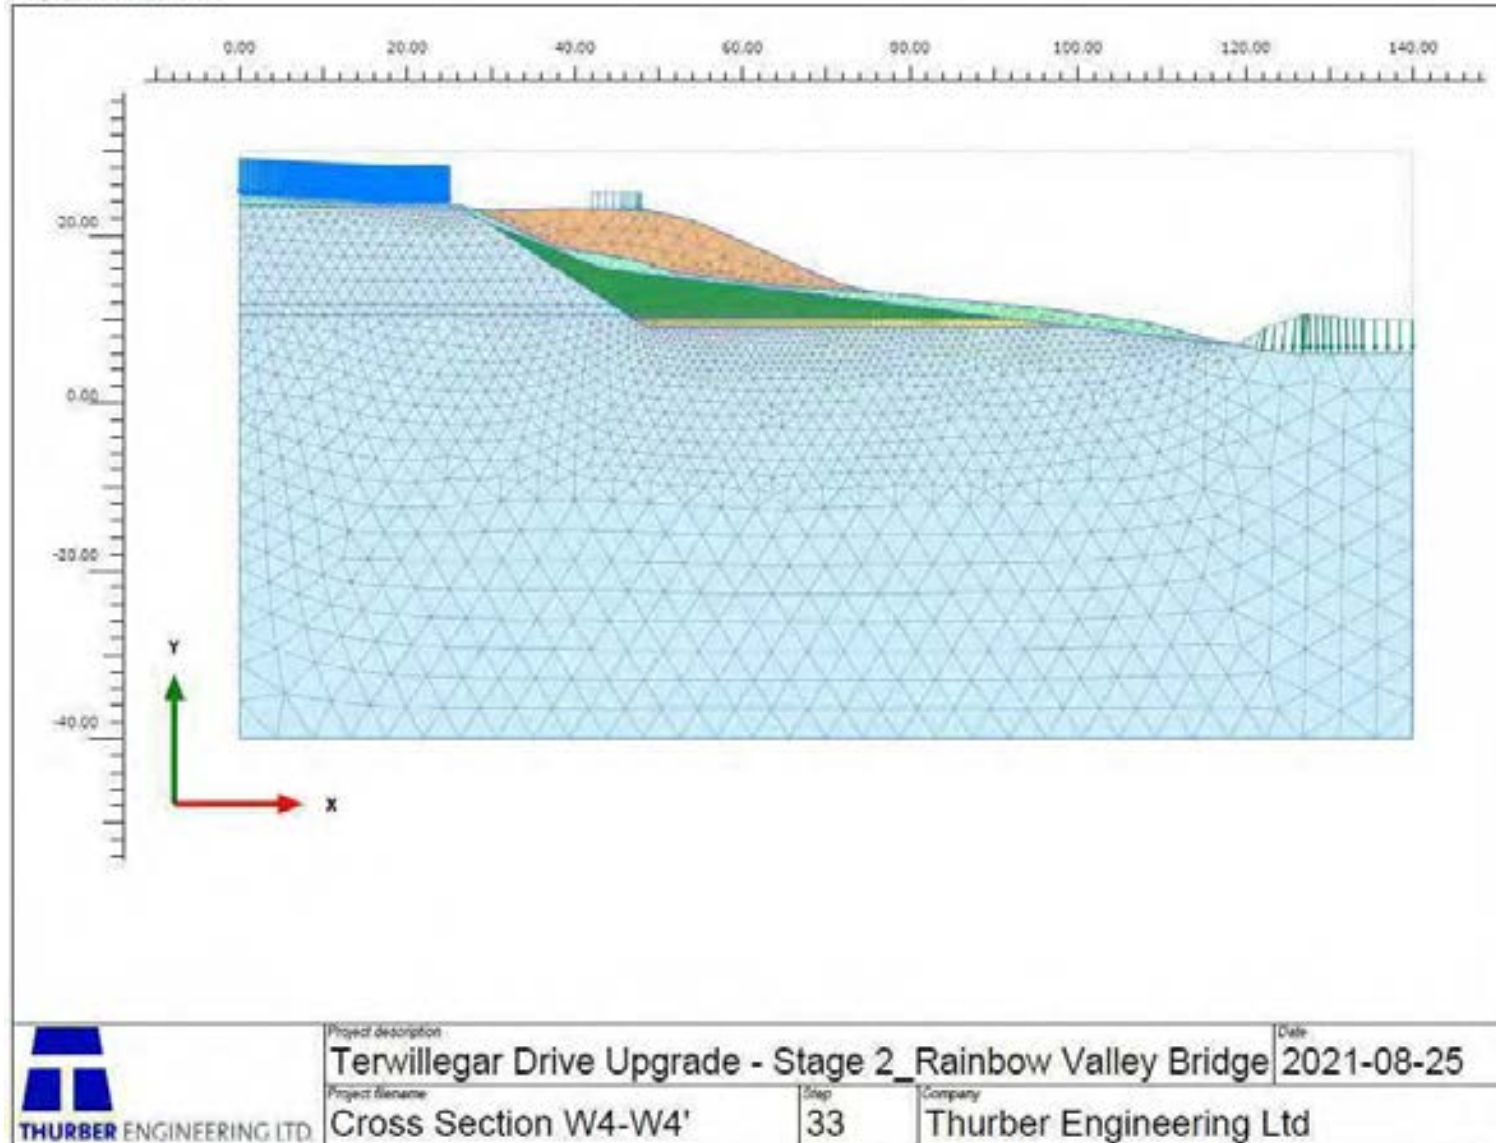 0.00 20.00 40.00 60.00 80.00 100.00 120.00 140.00
20.00
0.00
-20.00
-40.00
Y
X
Project description
Terwillegar Drive Upgrade - Stage 2_Rainbow Valley Bridge
Date
2021-08-25
Project filename
Cross Section W4-W4'
Step
33
Company
Thurber Engineering Ltd
THURBER ENGINEERING LTD.